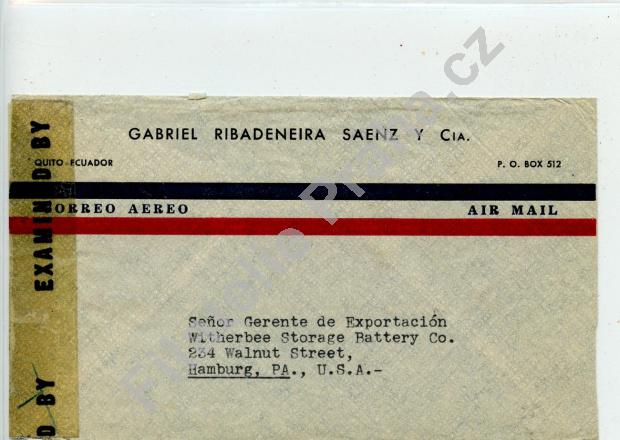 GABRIEL RIBADENEIRA SAENZ Y CIA.
QUITO-ECUADOR
P. O. BOX 512
CORREO AEREO
AIR MAIL
EXAMINED BY
D BY
Señor Gerente de Exportación
Witherbee Storage Battery Co.
234 Walnut Street,
Hamburg, PA., U.S.A.-
Filatelie Praha.cz